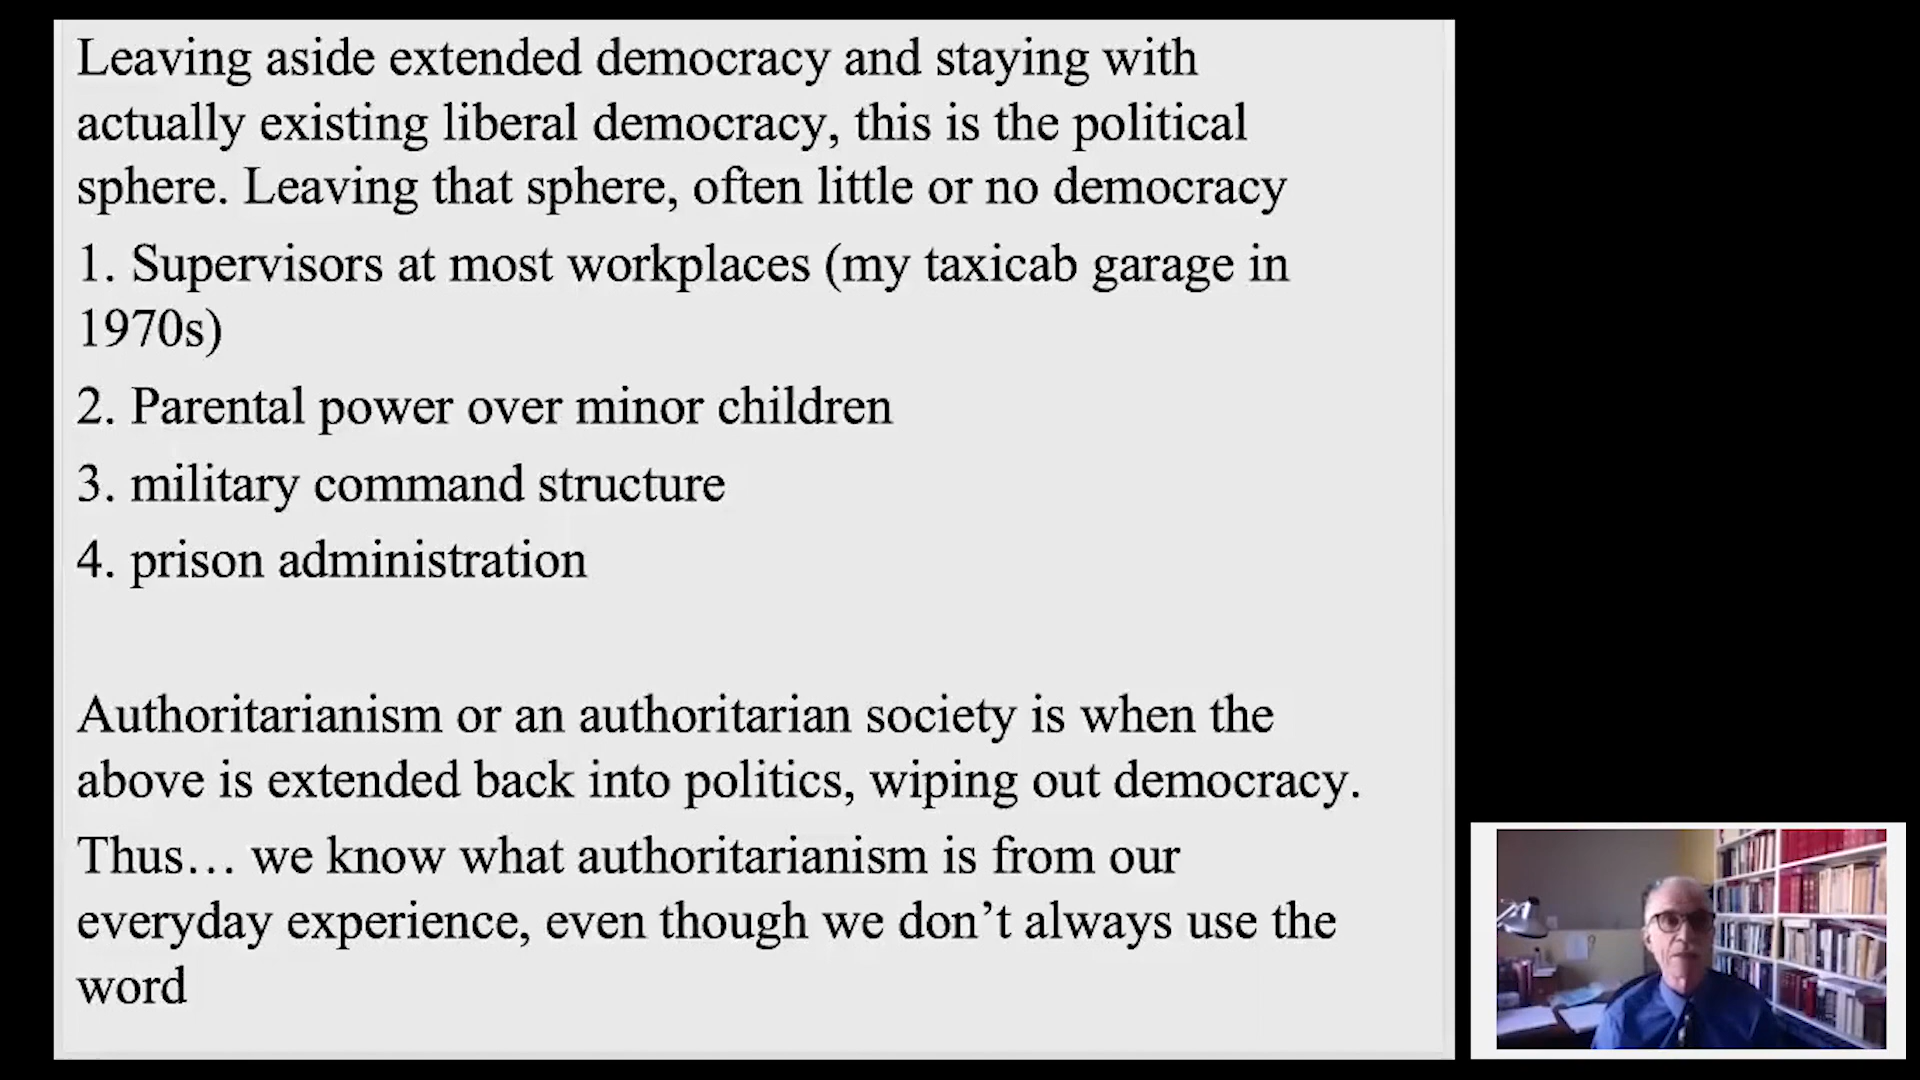 Leaving aside extended democracy and staying with
actually existing liberal democracy, this is the political
sphere. Leaving that sphere, often little or no democracy
1. Supervisors at most workplaces (my taxicab garage in
1970s)
2. Parental power over minor children
3. military command structure
4. prison administration
Authoritarianism or an authoritarian society is when the
above is extended back into politics, wiping out democracy.
Thus… we know what authoritarianism is from our
everyday experience, even though we don’t always use the
word